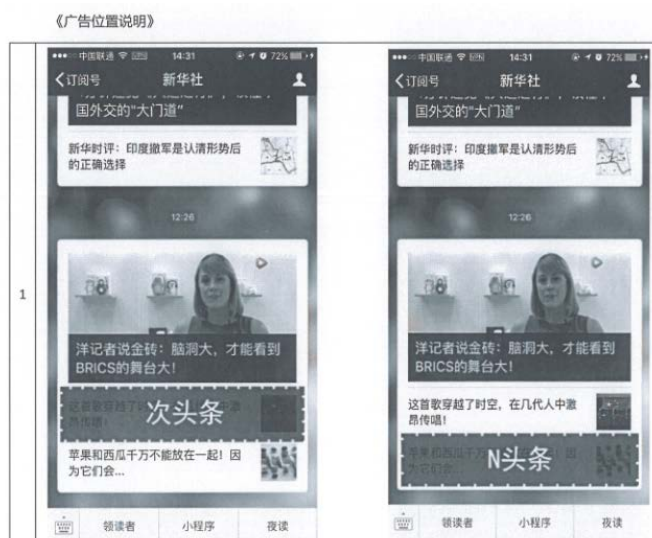 《广告位置说明》
1
中国联通
14:31
72%
订阅号
新华社
国外交的"大门道"
新华时评：印度撤军是认清形势后
的正确选择
12:26
洋记者说金砖：脑洞大，才能看到
BRICS的舞台大！
次头条
苹果和西瓜千万不能放在一起！因
为它们会...
领读者
小程序
夜读
中国联通
14:31
72%
订阅号
新华社
国外交的"大门道"
新华时评：印度撤军是认清形势后
的正确选择
12:26
洋记者说金砖：脑洞大，才能看到
BRICS的舞台大！
这首歌穿越了时空，在几代人中激
昂传唱！
N头条
领读者
小程序
夜读